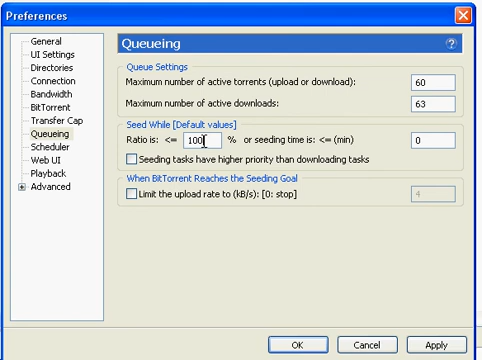 Preferences
General
UI Settings
Directories
Connection
Bandwidth
BitTorrent
Transfer Cap
Queueing
Scheduler
Web UI
Playback
Advanced
Queueing
Queue Settings
Maximum number of active torrents (upload or download): 60
Maximum number of active downloads: 63
Seed While [Default values]
Ratio is: <= 100 % or seeding time is: <= (min) 0
Seeding tasks have higher priority than downloading tasks
When BitTorrent Reaches the Seeding Goal
Limit the upload rate to (kB/s): [0: stop] 4
OK Cancel Apply